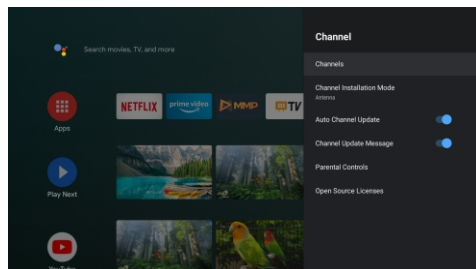 Search movies, TV, and more
Apps
NETFLIX
prime video
MMP
TV
Play Next
YouTube
Channel
Channels
Channel Installation Mode
Antenna
Auto Channel Update
Channel Update Message
Parental Controls
Open Source Licenses